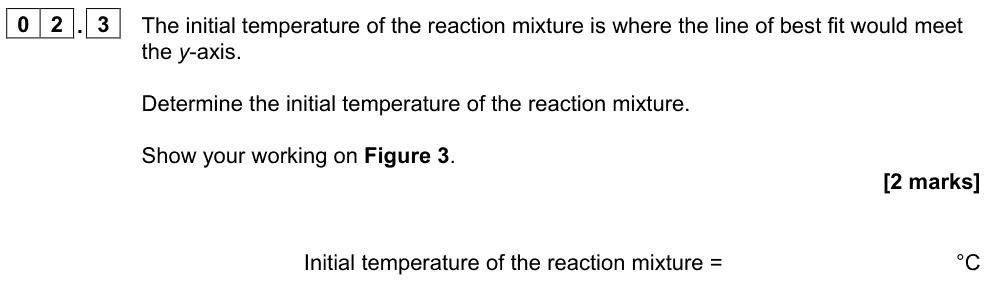 0 2 . 3 The initial temperature of the reaction mixture is where the line of best fit would meet
the y-axis.
Determine the initial temperature of the reaction mixture.
Show your working on Figure 3.
[2 marks]
Initial temperature of the reaction mixture = °C